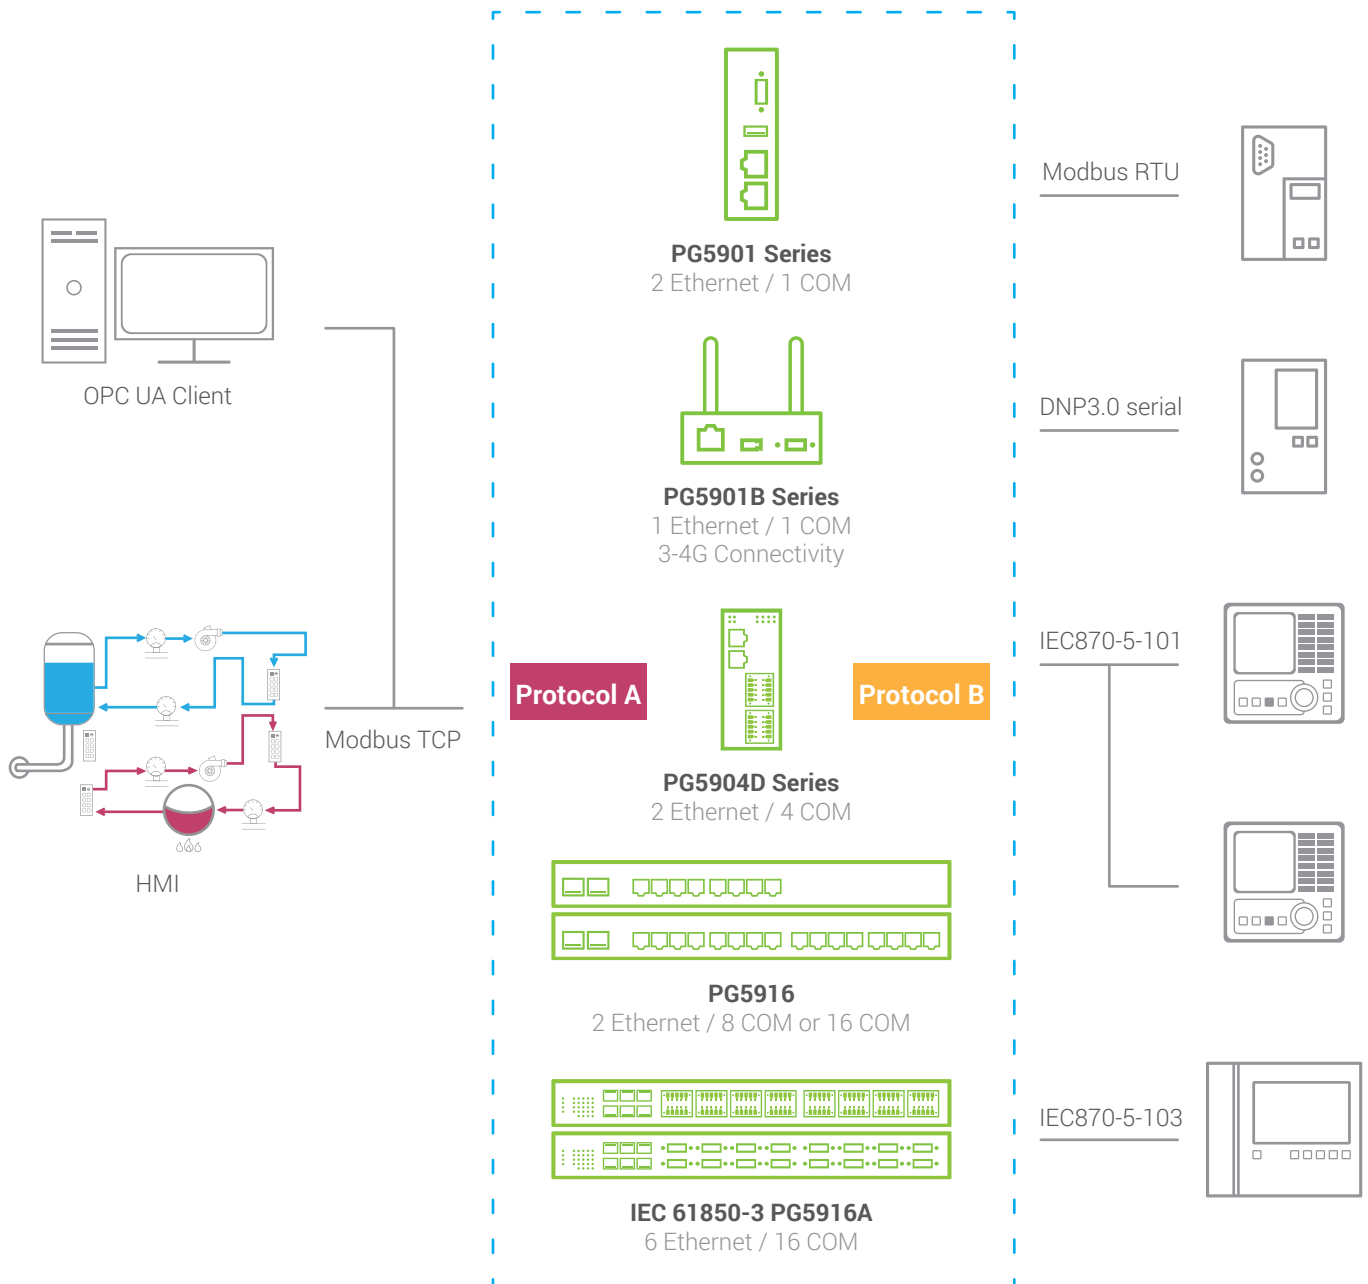 OPC UA Client
HMI
Modbus TCP
PG5901 Series
2 Ethernet / 1 COM
PG5901B Series
1 Ethernet / 1 COM
3-4G Connectivity
Protocol A
Protocol B
PG5904D Series
2 Ethernet / 4 COM
PG5916
2 Ethernet / 8 COM or 16 COM
IEC 61850-3 PG5916A
6 Ethernet / 16 COM
Modbus RTU
DNP3.0 serial
IEC870-5-101
IEC870-5-103